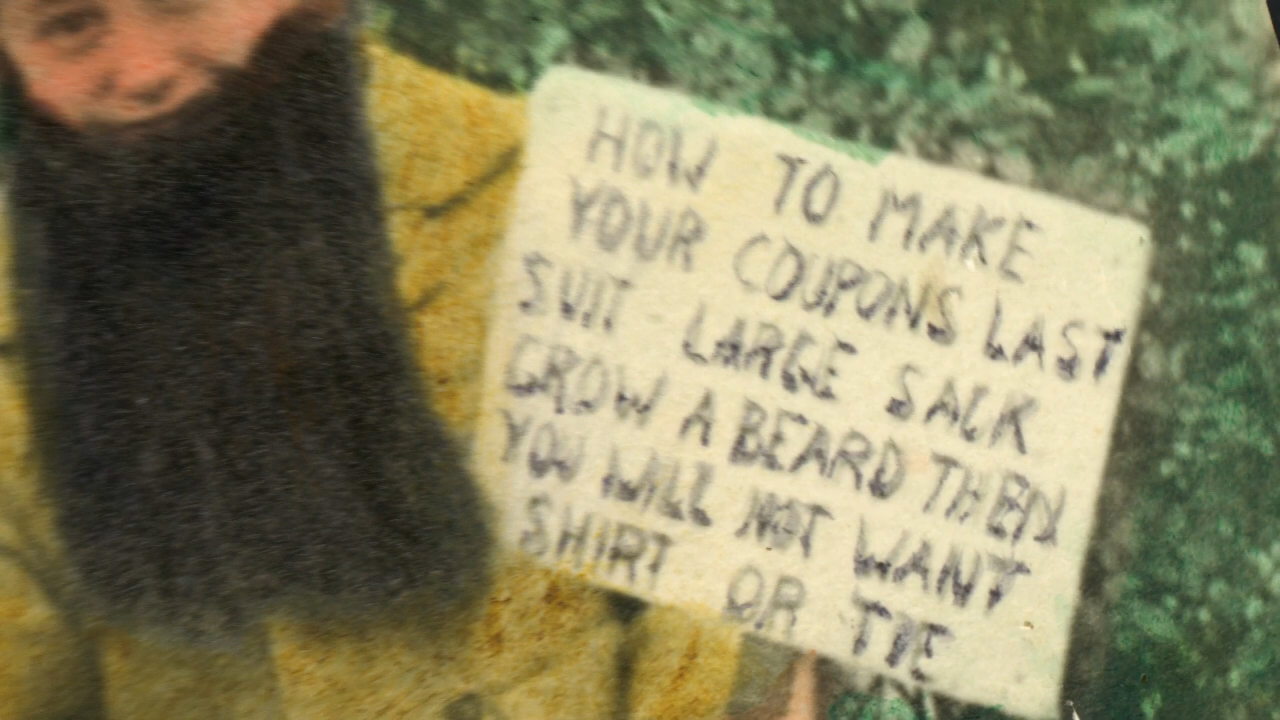 HOW TO MAKE
YOUR COUPONS LAST
SUIT LARGE SACK
GROW A BEARD THEN
YOU WILL NOT WANT
SHIRT OR TIE